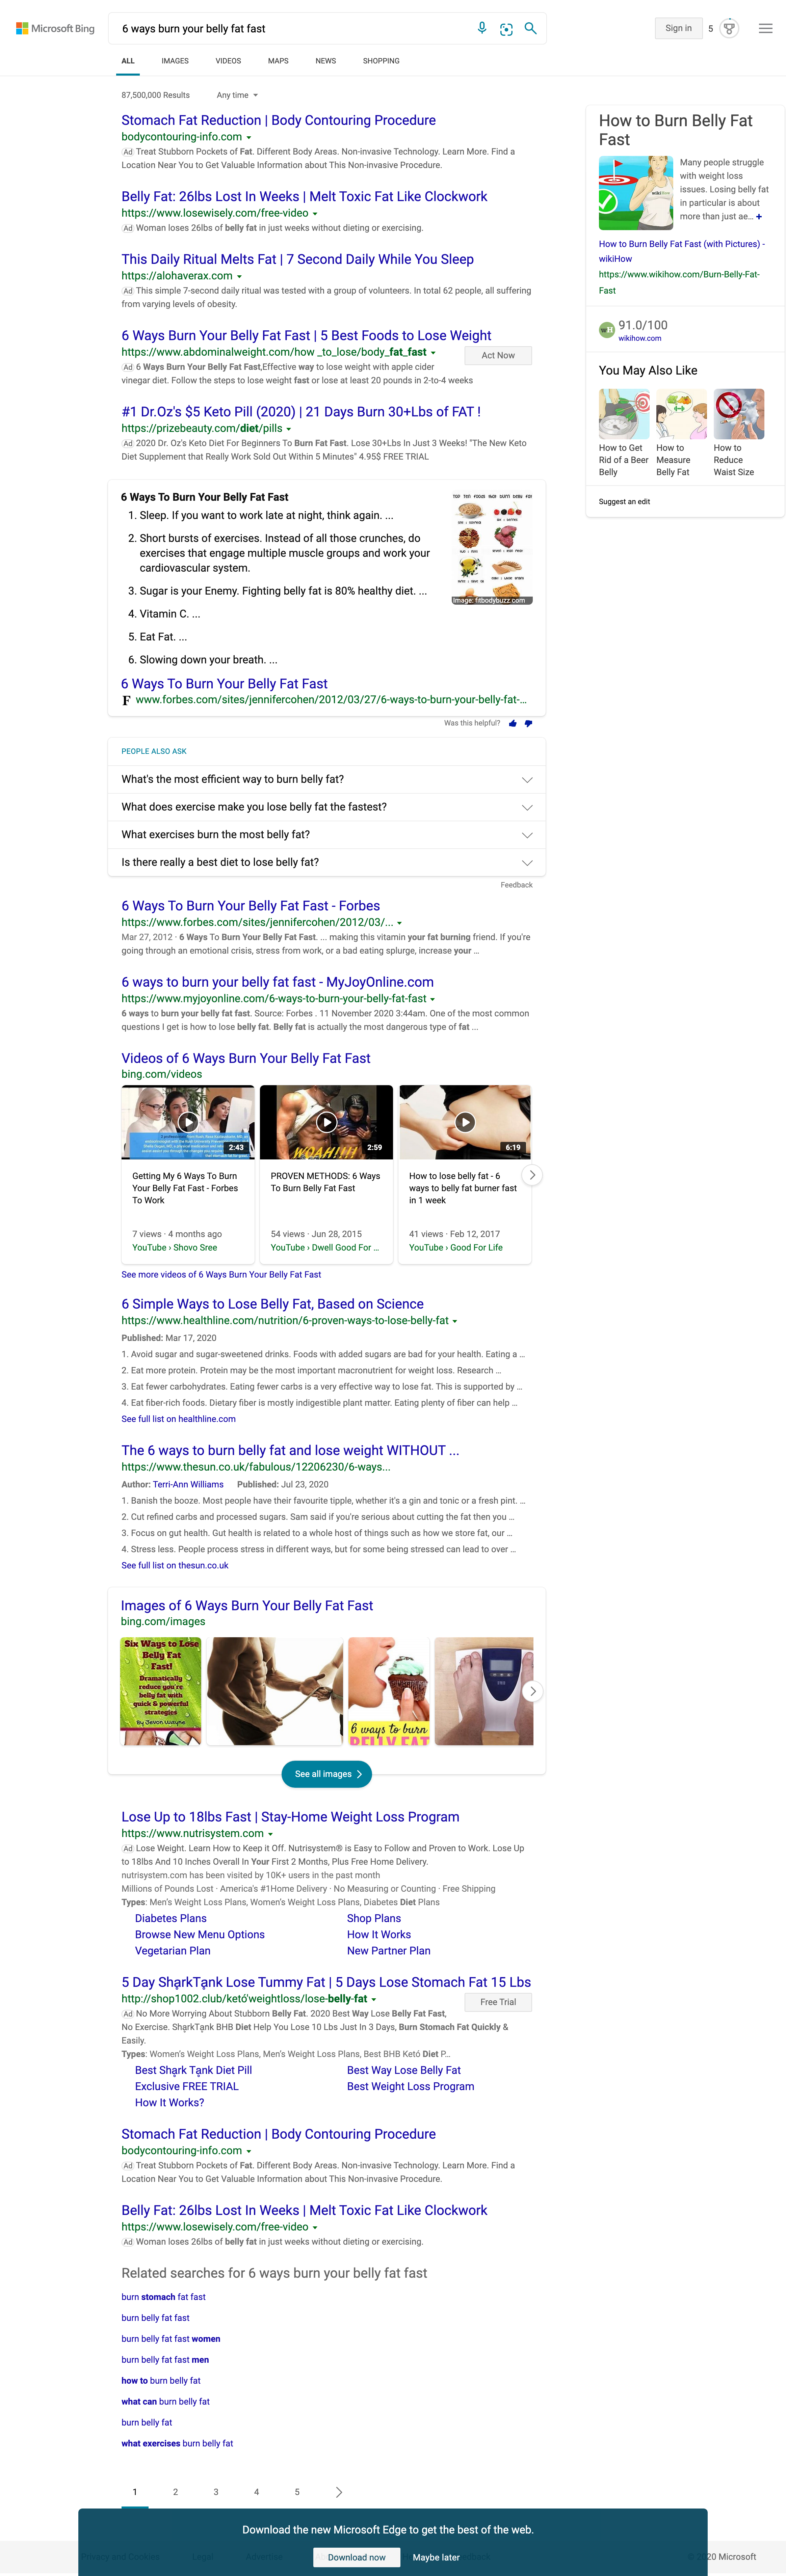 Microsoft Bing
6 ways burn your belly fat fast
Sign in
5
ALL
IMAGES
VIDEOS
MAPS
NEWS
SHOPPING
87,500,000 Results
Any time
Stomach Fat Reduction | Body Contouring Procedure
bodycontouring-info.com
Ad Treat Stubborn Pockets of Fat. Different Body Areas. Non-invasive Technology. Learn More. Find a
Location Near You to Get Valuable Information about This Non-invasive Procedure.
Belly Fat: 26lbs Lost In Weeks | Melt Toxic Fat Like Clockwork
https://www.losewisely.com/free-video
Ad Woman loses 26lbs of belly fat in just weeks without dieting or exercising.
This Daily Ritual Melts Fat | 7 Second Daily While You Sleep
https://alohaverax.com
Ad This simple 7-second daily ritual was tested with a group of volunteers. In total 62 people, all suffering
from varying levels of obesity.
6 Ways Burn Your Belly Fat Fast | 5 Best Foods to Lose Weight
https://www.abdominalweight.com/how _to_lose/body_fat_fast
Act Now
Ad 6 Ways Burn Your Belly Fat Fast,Effective way to lose weight with apple cider
vinegar diet. Follow the steps to lose weight fast or lose at least 20 pounds in 2-to-4 weeks
#1 Dr.Oz's $5 Keto Pill (2020) | 21 Days Burn 30+Lbs of FAT !
https://prizebeauty.com/diet/pills
Ad 2020 Dr. Oz's Keto Diet For Beginners To Burn Fat Fast. Lose 30+Lbs In Just 3 Weeks! "The New Keto
Diet Supplement that Really Work Sold Out Within 5 Minutes" 4.95$ FREE TRIAL
6 Ways To Burn Your Belly Fat Fast
1. Sleep. If you want to work late at night, think again. ...
2. Short bursts of exercises. Instead of all those crunches, do
exercises that engage multiple muscle groups and work your
cardiovascular system.
3. Sugar is your Enemy. Fighting belly fat is 80% healthy diet. ...
4. Vitamin C. ...
5. Eat Fat. ...
6. Slowing down your breath. ...
TOP TEN FOODS THAT BURN BELLY FAT
Image: fitbodybuzz.com
6 Ways To Burn Your Belly Fat Fast
F www.forbes.com/sites/jennifercohen/2012/03/27/6-ways-to-burn-your-belly-fat-...
Was this helpful?
PEOPLE ALSO ASK
What's the most efficient way to burn belly fat?
What does exercise make you lose belly fat the fastest?
What exercises burn the most belly fat?
Is there really a best diet to lose belly fat?
Feedback
6 Ways To Burn Your Belly Fat Fast - Forbes
https://www.forbes.com/sites/jennifercohen/2012/03/...
Mar 27, 2012 · 6 Ways To Burn Your Belly Fat Fast. ... making this vitamin your fat burning friend. If you're
going through an emotional crisis, stress from work, or a bad eating splurge, increase your ...
6 ways to burn your belly fat fast - MyJoyOnline.com
https://www.myjoyonline.com/6-ways-to-burn-your-belly-fat-fast
6 ways to burn your belly fat fast. Source: Forbes . 11 November 2020 3:44am. One of the most common
questions I get is how to lose belly fat. Belly fat is actually the most dangerous type of fat ...
Videos of 6 Ways Burn Your Belly Fat Fast
bing.com/videos
2:43
WOAH!!!!
2:59
6:19
Getting My 6 Ways To Burn
Your Belly Fat Fast - Forbes
To Work
7 views · 4 months ago
YouTube › Shovo Sree
PROVEN METHODS: 6 Ways
To Burn Belly Fat Fast
54 views · Jun 28, 2015
YouTube › Dwell Good For ...
How to lose belly fat - 6
ways to belly fat burner fast
in 1 week
41 views · Feb 12, 2017
YouTube › Good For Life
See more videos of 6 Ways Burn Your Belly Fat Fast
6 Simple Ways to Lose Belly Fat, Based on Science
https://www.healthline.com/nutrition/6-proven-ways-to-lose-belly-fat
Published: Mar 17, 2020
1. Avoid sugar and sugar-sweetened drinks. Foods with added sugars are bad for your health. Eating a ...
2. Eat more protein. Protein may be the most important macronutrient for weight loss. Research ...
3. Eat fewer carbohydrates. Eating fewer carbs is a very effective way to lose fat. This is supported by ...
4. Eat fiber-rich foods. Dietary fiber is mostly indigestible plant matter. Eating plenty of fiber can help ...
See full list on healthline.com
The 6 ways to burn belly fat and lose weight WITHOUT ...
https://www.thesun.co.uk/fabulous/12206230/6-ways...
Author: Terri-Ann Williams Published: Jul 23, 2020
1. Banish the booze. Most people have their favourite tipple, whether it's a gin and tonic or a fresh pint. ...
2. Cut refined carbs and processed sugars. Sam said if you're serious about cutting the fat then you ...
3. Focus on gut health. Gut health is related to a whole host of things such as how we store fat, our ...
4. Stress less. People process stress in different ways, but for some being stressed can lead to over ...
See full list on thesun.co.uk
Images of 6 Ways Burn Your Belly Fat Fast
bing.com/images
Six Ways to Lose
Belly Fat
Fast!
Dramatically
reduce you're
belly fat with
quick & powerful
strategies
By Jevon Wayne
6 ways to burn
BELLY FAT
See all images
Lose Up to 18lbs Fast | Stay-Home Weight Loss Program
https://www.nutrisystem.com
Ad Lose Weight. Learn How to Keep it Off. Nutrisystem® is Easy to Follow and Proven to Work. Lose Up
to 18lbs And 10 Inches Overall In Your First 2 Months, Plus Free Home Delivery.
nutrisystem.com has been visited by 10K+ users in the past month
Millions of Pounds Lost · America's #1Home Delivery · No Measuring or Counting · Free Shipping
Types: Men's Weight Loss Plans, Women's Weight Loss Plans, Diabetes Diet Plans
Diabetes Plans
Shop Plans
Browse New Menu Options
How It Works
Vegetarian Plan
New Partner Plan
5 Day ShąrkTąnk Lose Tummy Fat | 5 Days Lose Stomach Fat 15 Lbs
http://shop1002.club/ketó'weightloss/lose-belly-fat
Free Trial
Ad No More Worrying About Stubborn Belly Fat. 2020 Best Way Lose Belly Fat Fast,
No Exercise. ShąrkTąnk BHB Diet Help You Lose 10 Lbs Just In 3 Days, Burn Stomach Fat Quickly &
Easily.
Types: Women's Weight Loss Plans, Men's Weight Loss Plans, Best BHB Ketó Diet P...
Best Shąrk Tąnk Diet Pill
Best Way Lose Belly Fat
Exclusive FREE TRIAL
Best Weight Loss Program
How It Works?
Stomach Fat Reduction | Body Contouring Procedure
bodycontouring-info.com
Ad Treat Stubborn Pockets of Fat. Different Body Areas. Non-invasive Technology. Learn More. Find a
Location Near You to Get Valuable Information about This Non-invasive Procedure.
Belly Fat: 26lbs Lost In Weeks | Melt Toxic Fat Like Clockwork
https://www.losewisely.com/free-video
Ad Woman loses 26lbs of belly fat in just weeks without dieting or exercising.
Related searches for 6 ways burn your belly fat fast
burn stomach fat fast
burn belly fat fast
burn belly fat fast women
burn belly fat fast men
how to burn belly fat
what can burn belly fat
burn belly fat
what exercises burn belly fat
1 2 3 4 5
Download the new Microsoft Edge to get the best of the web.
Download now
Maybe later
20 Microsoft
How to Burn Belly Fat
Fast
Many people struggle
with weight loss
issues. Losing belly fat
in particular is about
more than just ae... +
How to Burn Belly Fat Fast (with Pictures) -
wikiHow
https://www.wikihow.com/Burn-Belly-Fat-
Fast
wH 91.0/100
wikihow.com
You May Also Like
How to Get
Rid of a Beer
Belly
How to
Measure
Belly Fat
How to
Reduce
Waist Size
Suggest an edit